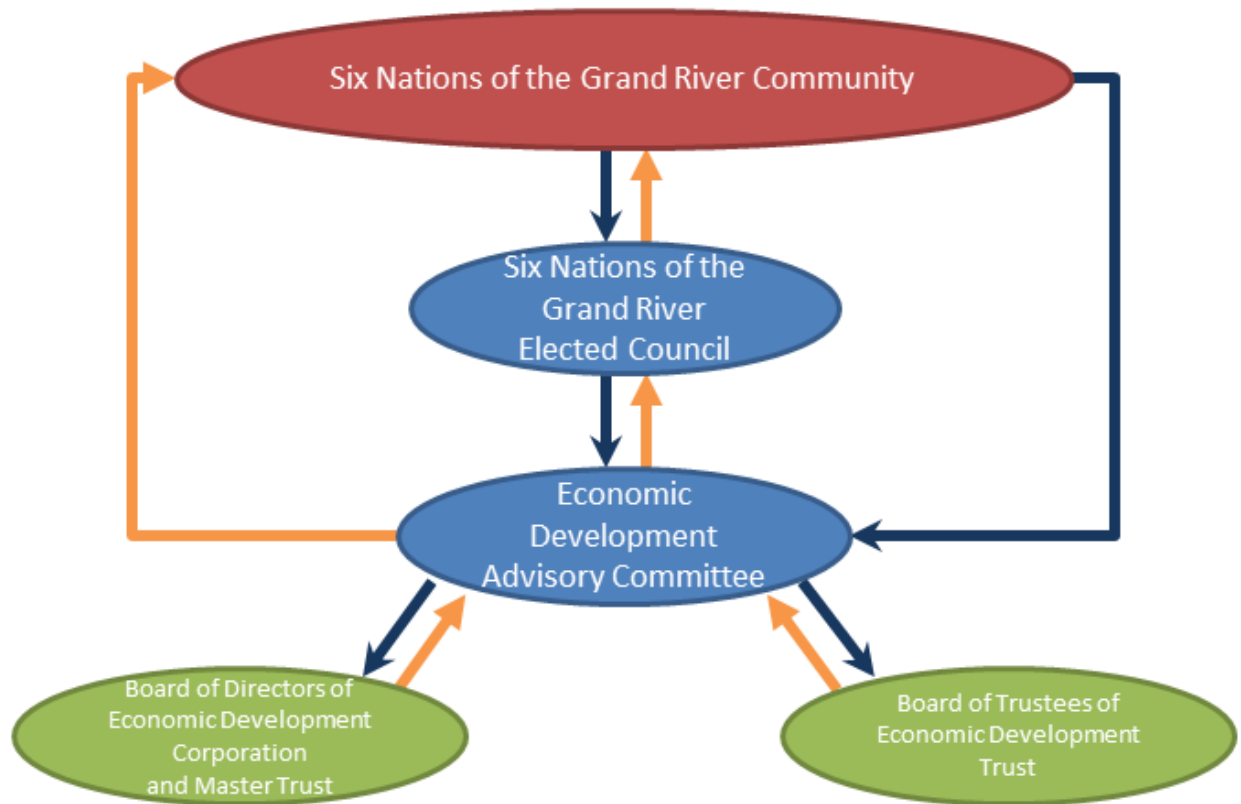 Six Nations of the Grand River Community
Six Nations of the
Grand River
Elected Council
Economic
Development
Advisory Committee
Board of Directors of
Economic Development
Corporation
and Master Trust
Board of Trustees of
Economic Development
Trust